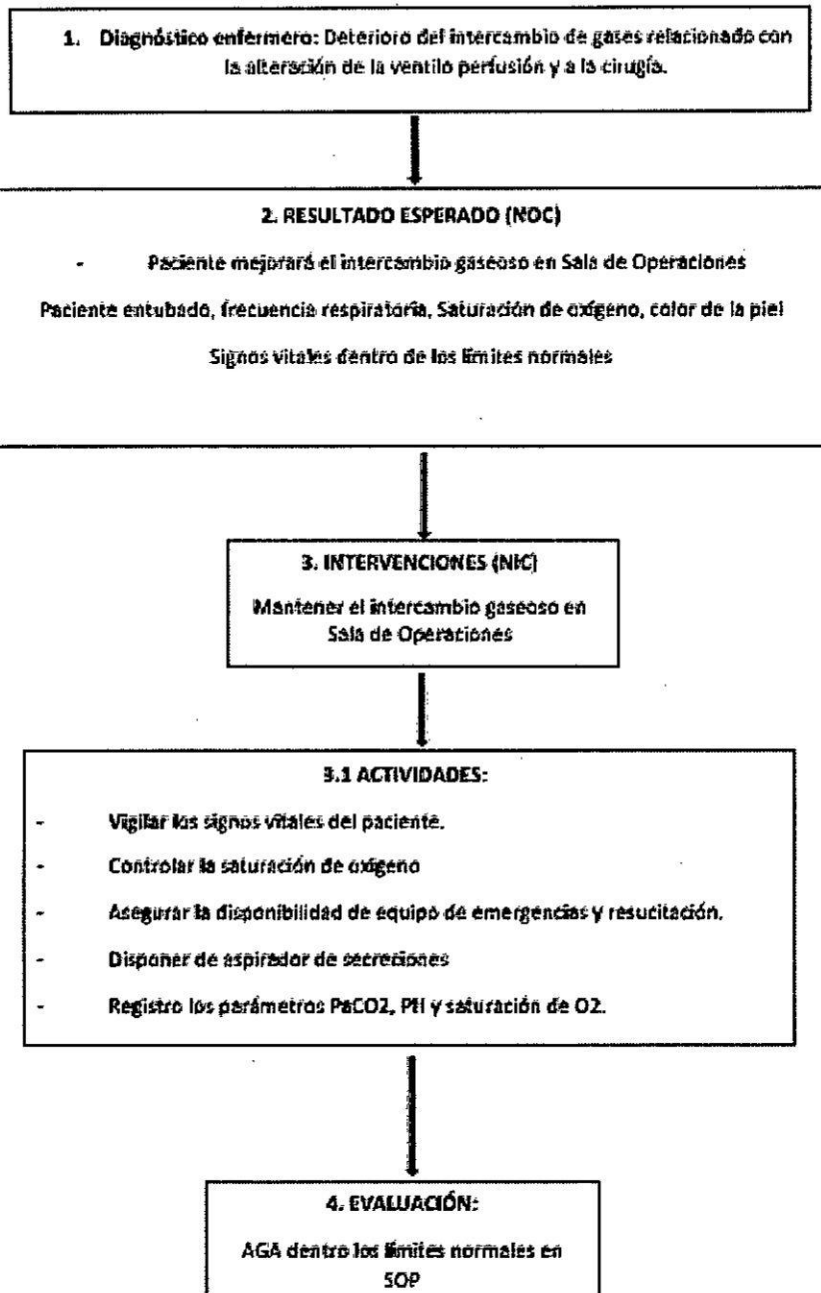 1. Diagnóstico enfermero: Deterioro del intercambio de gases relacionado con
la alteración de la ventilo perfusión y a la cirugía.
2. RESULTADO ESPERADO (NOC)
- Paciente mejorará el intercambio gaseoso en Sala de Operaciones
Paciente entubado, frecuencia respiratoria, Saturación de oxígeno, color de la piel
Signos vitales dentro de los límites normales
3. INTERVENCIONES (NIC)
Mantener el intercambio gaseoso en
Sala de Operaciones
3.1 ACTIVIDADES:
- Vigilar los signos vitales del paciente.
- Controlar la saturación de oxígeno
- Asegurar la disponibilidad de equipo de emergencias y resucitación.
- Disponer de aspirador de secreciones
- Registro los parámetros PaCO2, PH y saturación de O2.
4. EVALUACIÓN:
AGA dentro los límites normales en
SOP